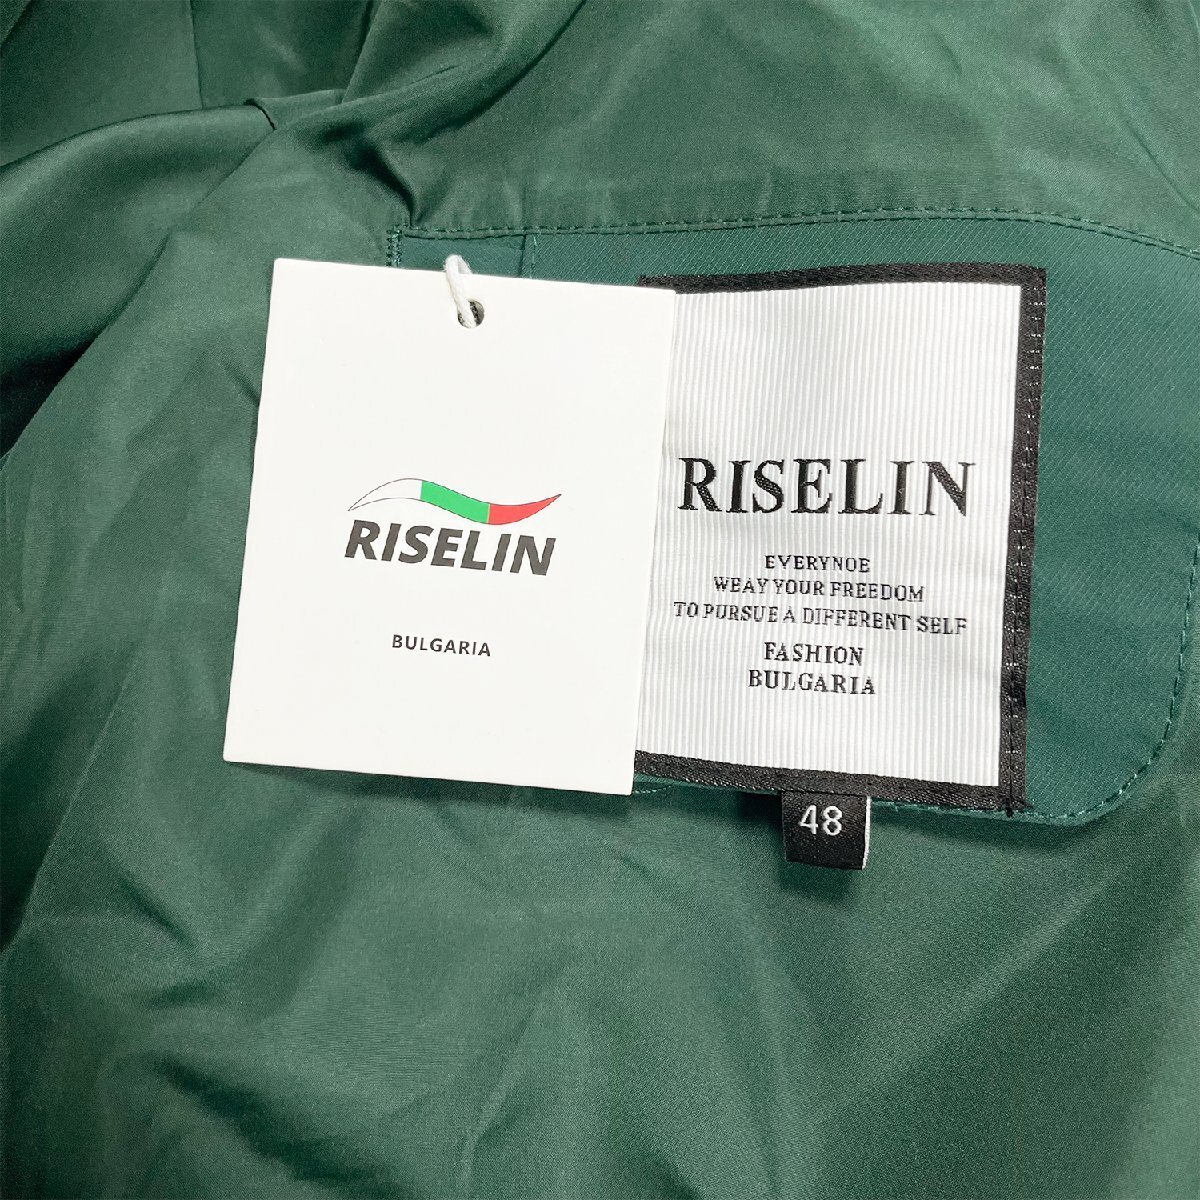 RISELIN
BULGARIA
RISELIN
EVERYNOE
WEAY YOUR FREEDOM
TO PURSUE A DIFFERENT SELF
FASHION
BULGARIA
48